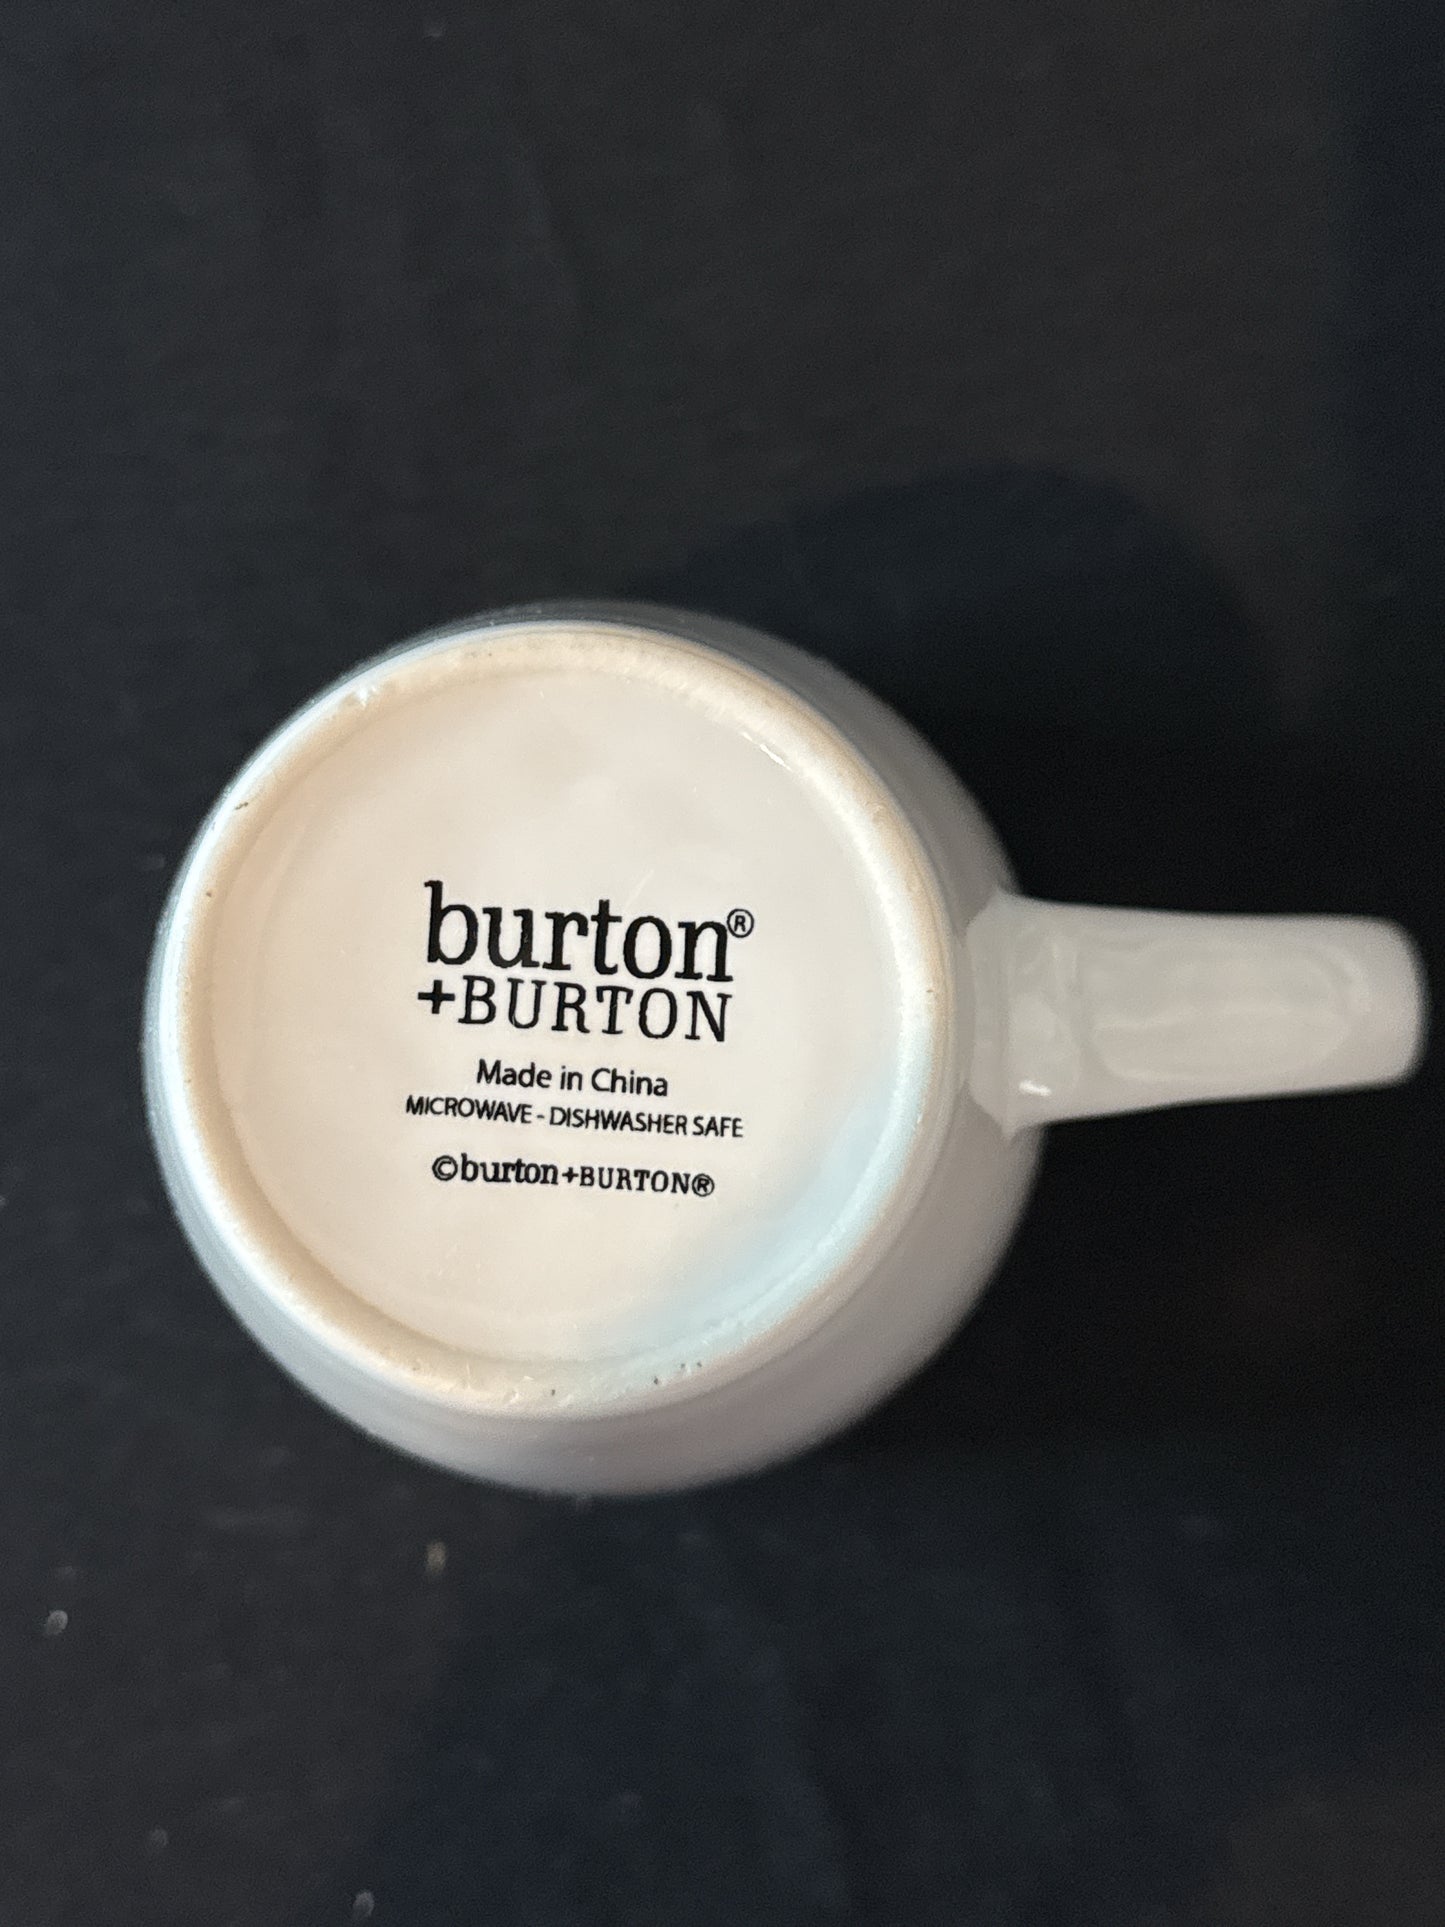 burton®
+BURTON
Made in China
MICROWAVE - DISHWASHER SAFE
©burton+BURTON®